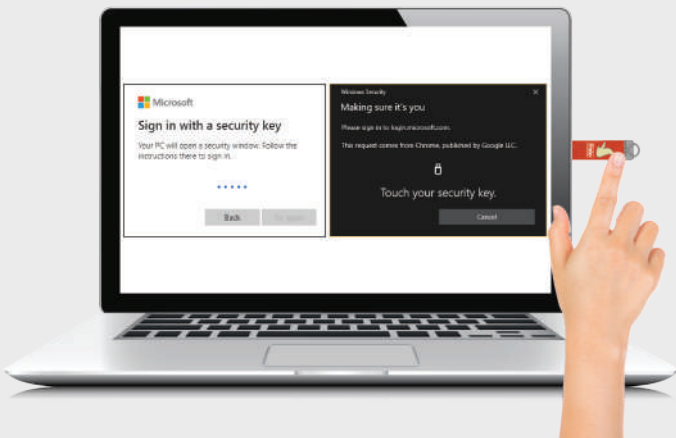 Microsoft
Sign in with a security key
Your PC will open a security window. Follow the
instructions there to sign in.
Back
Windows Security
Making sure it's you
Please sign in to login.microsoft.com.
This request comes from Chrome, published by Google LLC.
Touch your security key.
Cancel